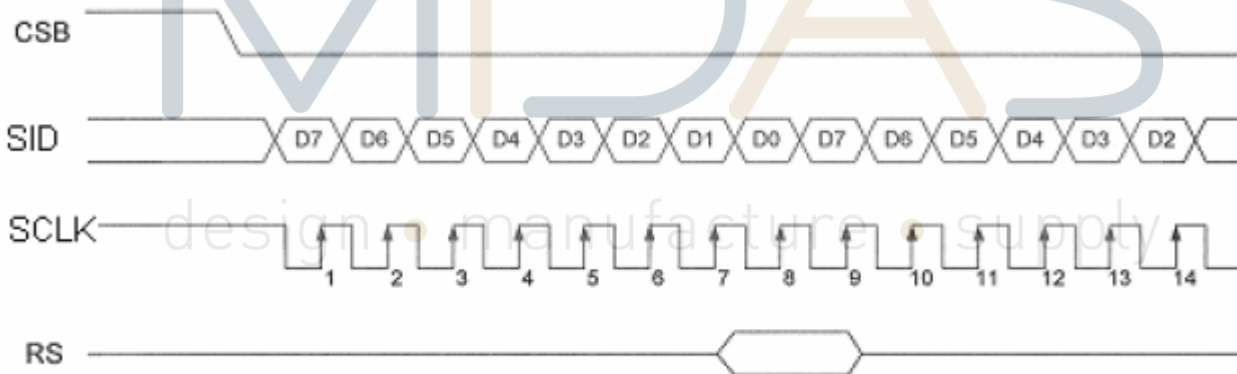 MIDAS
CSB
SID D7 D6 D5 D4 D3 D2 D1 D0 D7 D6 D5 D4 D3 D2
SCLK
design • manufacture • supply
1 2 3 4 5 6 7 8 9 10 11 12 13 14
RS